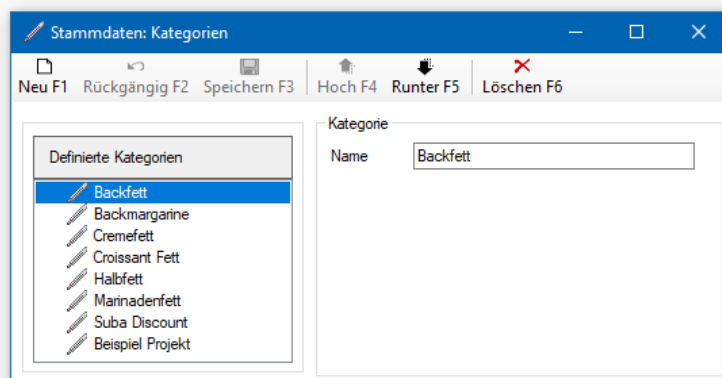 Stammdaten: Kategorien
Neu F1 Rückgängig F2 Speichern F3 Hoch F4 Runter F5 Löschen F6
Definierte Kategorien
Backfett
Backmargarine
Cremefett
Croissant Fett
Halbfett
Marinadenfett
Suba Discount
Beispiel Projekt
Kategorie
Name Backfett